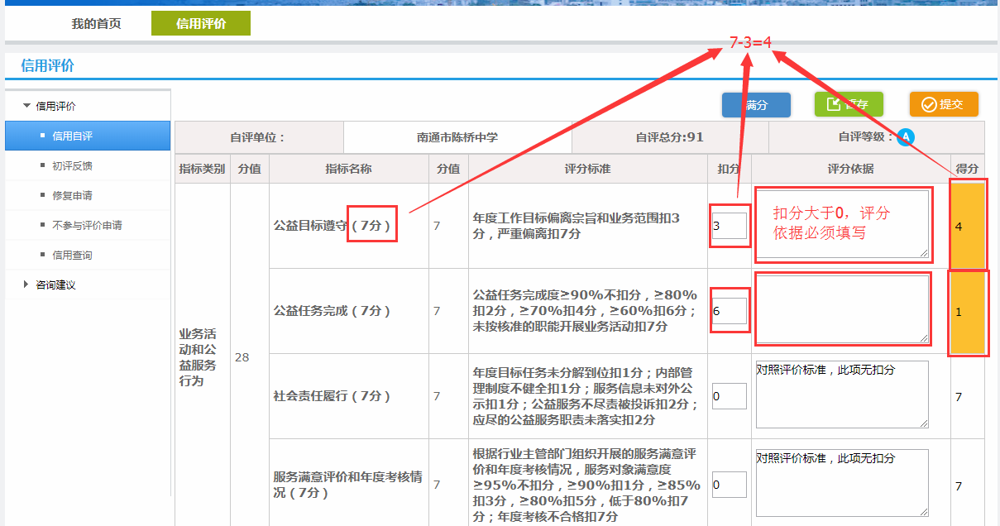 我的首页
信用评价
7-3=4
信用评价
信用评价
信用自评
初评反馈
修复申请
不参与评价申请
信用查询
咨询建议
满分
暂存
提交
自评单位：
南通市陈桥中学
自评总分:91
自评等级：
A
指标类别
分值
指标名称
分值
评分标准
扣分
评分依据
得分
业务活
动和公
益服务
行为
28
公益目标遵守（7分）
7
年度工作目标偏离宗旨和业务范围扣3
分，严重偏离扣7分
3
扣分大于0，评分
依据必须填写
4
公益任务完成（7分）
7
公益任务完成度≥90%不扣分，≥80%
扣2分，≥70%扣4分，≥60%扣6分；
未按核准的职能开展业务活动扣7分
6
1
社会责任履行（7分）
7
年度目标任务未分解到位扣1分；内部管
理制度不健全扣1分；服务信息未对外公
示扣1分；公益服务不尽责被投诉扣2分；
应尽的公益服务职责未落实扣2分
0
对照评价标准，此项无扣分
7
服务满意评价和年度考核情
况（7分）
7
根据行业主管部门组织开展的服务满意评
价和年度考核情况，服务对象满意度
≥95%不扣分，≥90%扣1分，≥85%
扣3分，≥80%扣5分，低于80%扣7
分；年度考核不合格扣7分
0
对照评价标准，此项无扣分
7